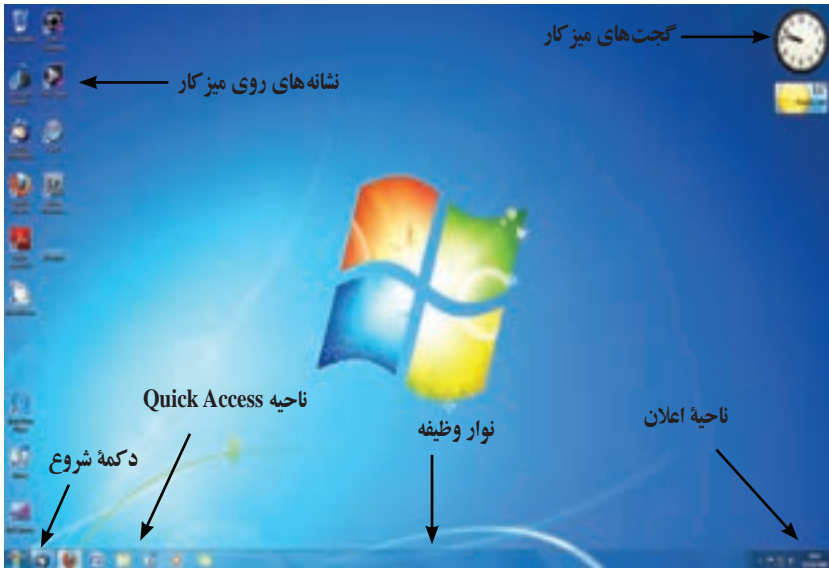 گجت‌های میز کار
نشانه‌های روی میز کار
ناحیه Quick Access
نوار وظیفه
ناحیهٔ اعلان
دکمهٔ شروع